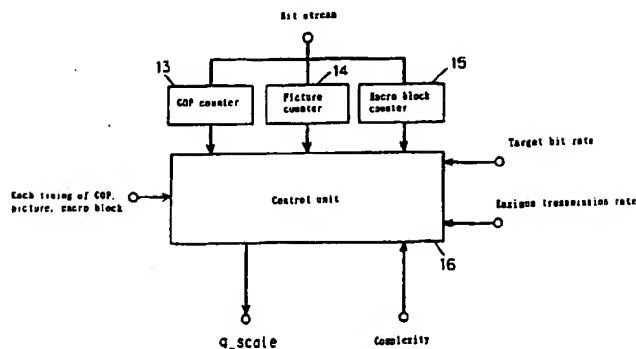 Bit stream
13
14
15
GOP counter
Picture
counter
Macro block
counter
Target bit rate
Each timing of GOP,
picture, macro block
Control unit
Maximum transmission rate
16
q_scale
Complexity